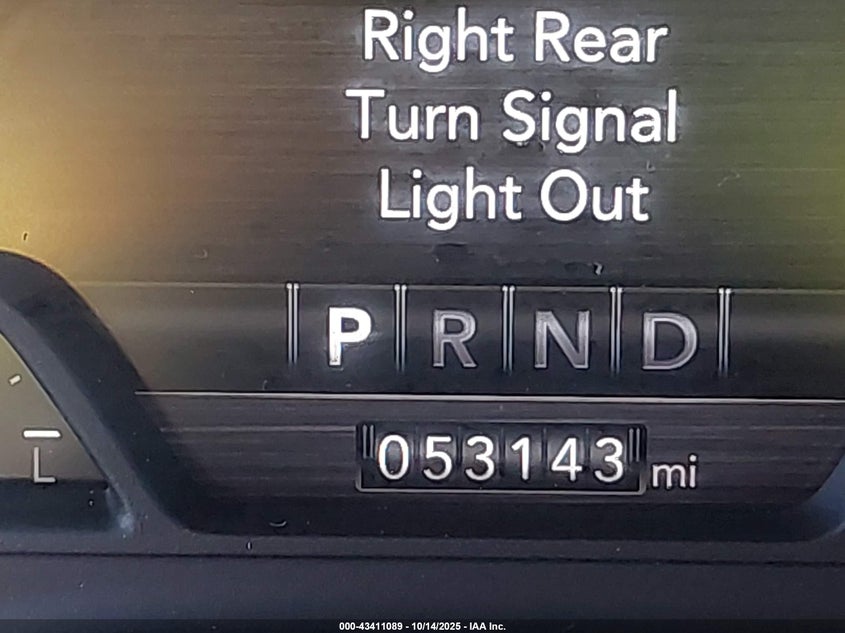 Right Rear
Turn Signal
Light Out
P R N D
053143 mi
L
000-43411089 - 10/14/2025 - IAA Inc.